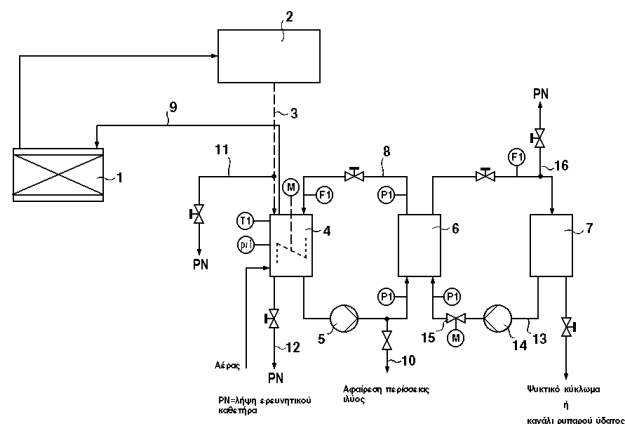 2
PN
9
3
11
8
F1
16
M
F1
P1
1
T1
4
6
7
pH
PN
P1
P1
5
15
14
13
M
12
10
Αέρας
PN
Αφαίρεση περίσσειας
ιλύος
Ψυκτικό κύκλωμα
ή
κανάλι ρυπαρού ύδατος
PN=λήψη ερευνητικού
καθετήρα